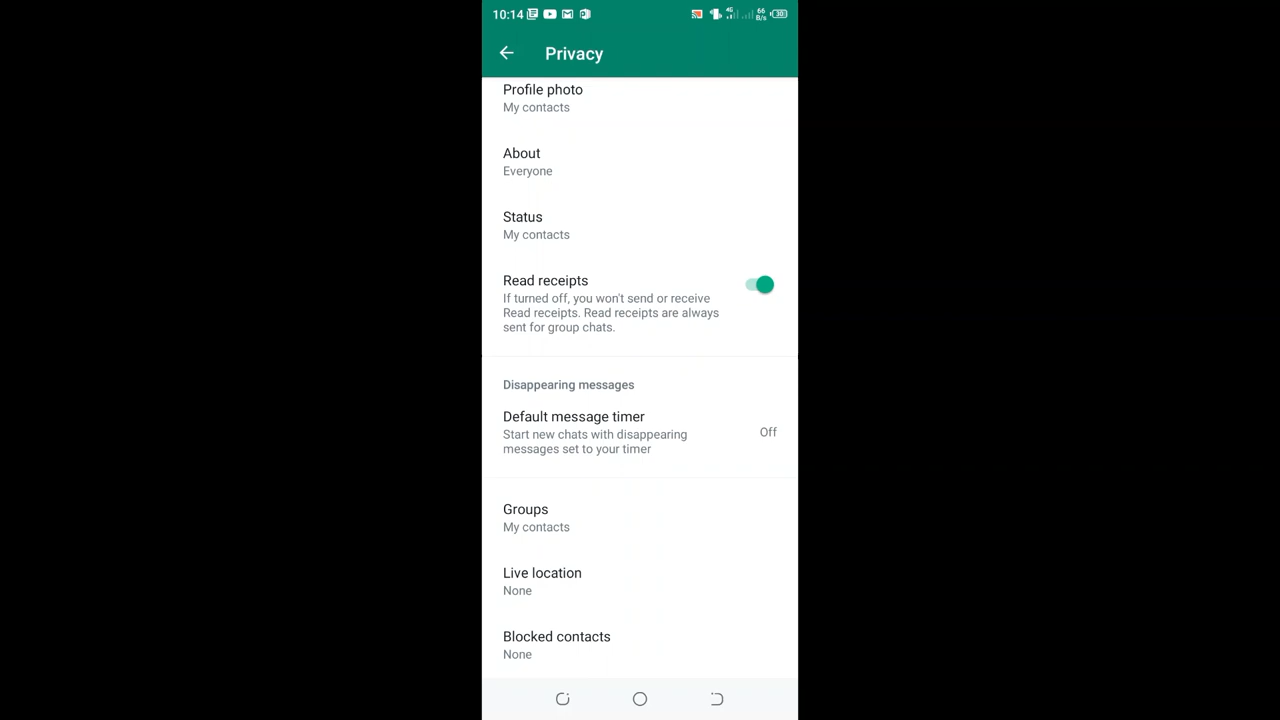 10:14 4G 66 B/s 30
Privacy
Profile photo
My contacts
About
Everyone
Status
My contacts
Read receipts
If turned off, you won't send or receive
Read receipts. Read receipts are always
sent for group chats.
Disappearing messages
Default message timer
Start new chats with disappearing
messages set to your timer
Off
Groups
My contacts
Live location
None
Blocked contacts
None